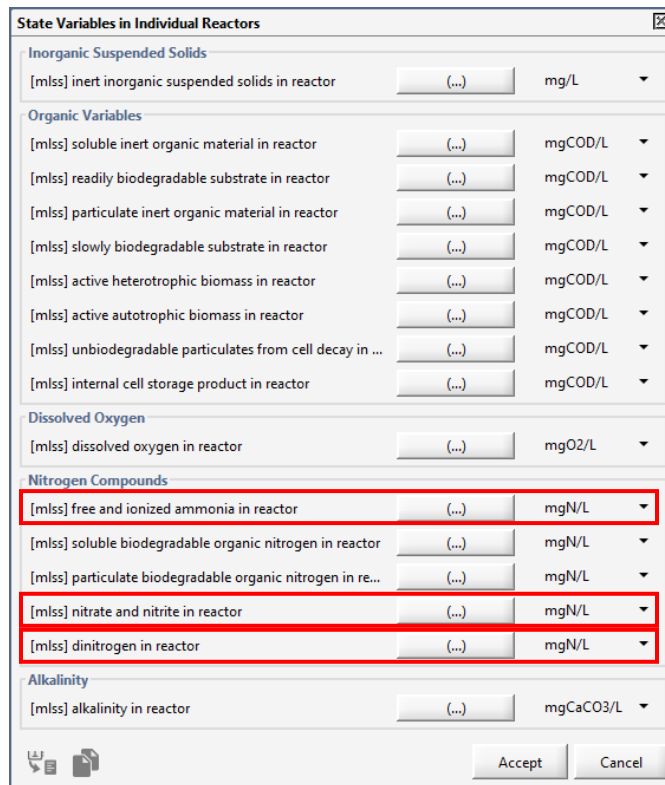 State Variables in Individual Reactors
Inorganic Suspended Solids
[mlss] inert inorganic suspended solids in reactor (...) mg/L
Organic Variables
[mlss] soluble inert organic material in reactor (...) mgCOD/L
[mlss] readily biodegradable substrate in reactor (...) mgCOD/L
[mlss] particulate inert organic material in reactor (...) mgCOD/L
[mlss] slowly biodegradable substrate in reactor (...) mgCOD/L
[mlss] active heterotrophic biomass in reactor (...) mgCOD/L
[mlss] active autotrophic biomass in reactor (...) mgCOD/L
[mlss] unbiodegradable particulates from cell decay in ... (...) mgCOD/L
[mlss] internal cell storage product in reactor (...) mgCOD/L
Dissolved Oxygen
[mlss] dissolved oxygen in reactor (...) mgO2/L
Nitrogen Compounds
[mlss] free and ionized ammonia in reactor (...) mgN/L
[mlss] soluble biodegradable organic nitrogen in reactor (...) mgN/L
[mlss] particulate biodegradable organic nitrogen in re... (...) mgN/L
[mlss] nitrate and nitrite in reactor (...) mgN/L
[mlss] dinitrogen in reactor (...) mgN/L
Alkalinity
[mlss] alkalinity in reactor (...) mgCaCO3/L
Accept Cancel